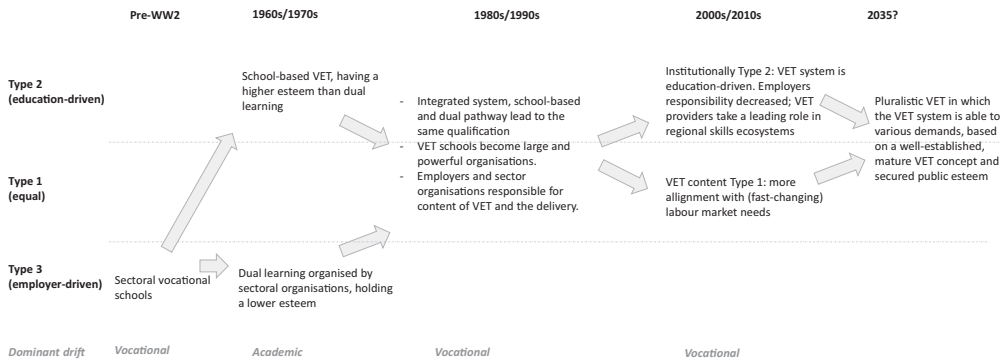 Pre-WW2
1960s/1970s
1980s/1990s
2000s/2010s
2035?
Type 2
(education-driven)
School-based VET, having a
higher esteem than dual
learning
- Integrated system, school-based
and dual pathway lead to the
same qualification
- VET schools become large and
powerful organisations.
- Employers and sector
organisations responsible for
content of VET and the delivery.
Institutionally Type 2: VET system is
education-driven. Employers
responsibility decreased; VET
providers take a leading role in
regional skills ecosystems
Pluralistic VET in which
the VET system is able to
various demands, based
on a well-established,
mature VET concept and
secured public esteem
Type 1
(equal)
VET content Type 1: more
allignment with (fast-changing)
labour market needs
Type 3
(employer-driven)
Sectoral vocational
schools
Dual learning organised by
sectoral organisations, holding
a lower esteem
Dominant drift
Vocational
Academic
Vocational
Vocational